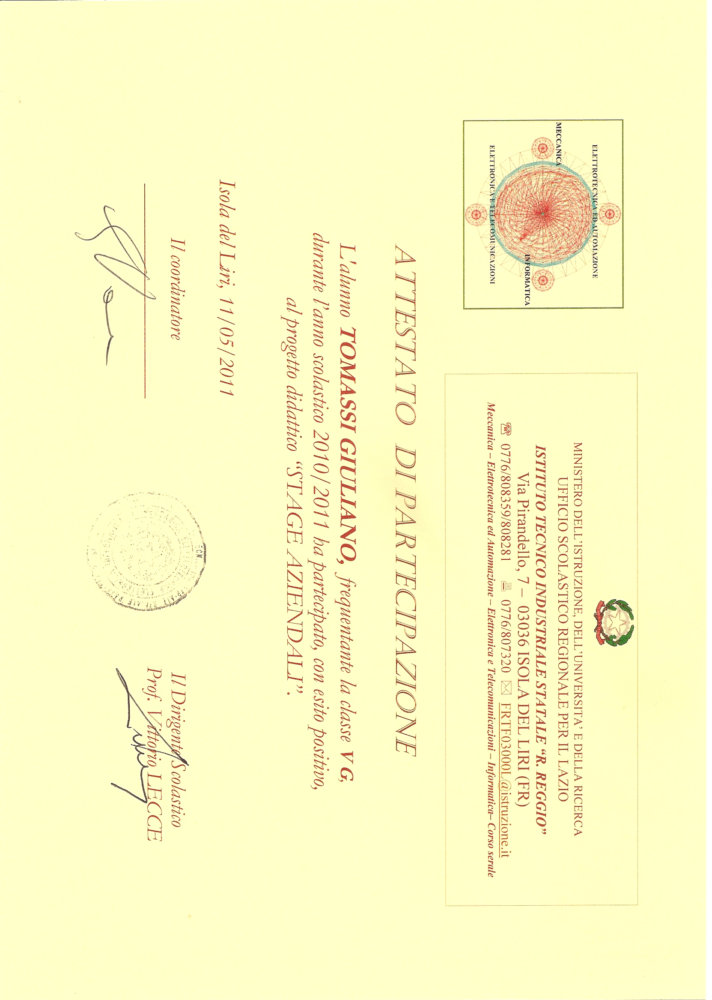 ELETTROTECNICA ED AUTOMAZIONE
MECCANICA
INFORMATICA
ELETTRONICA E TELECOMUNICAZIONI
MINISTERO DELL'ISTRUZIONE, DELL'UNIVERSITA' E DELLA RICERCA
UFFICIO SCOLASTICO REGIONALE PER IL LAZIO
ISTITUTO TECNICO INDUSTRIALE STATALE “R. REGGIO”
Via Pirandello, 7 – 03036 ISOLA DEL LIRI (FR)
☎ 0776/808359/808281 0776/807320 ✉ FRTF03000L@istruzione.it
Meccanica – Elettrotecnica ed Automazione – Elettronica e Telecomunicazioni – Informatica– Corso serale
ATTESTATO DI PARTECIPAZIONE
L'alunno TOMASSI GIULIANO, frequentante la classe V G,
durante l'anno scolastico 2010/2011 ha partecipato, con esito positivo,
al progetto didattico “STAGE AZIENDALI”.
Isola del Liri, 11/05/2011
Il coordinatore
Il Dirigente Scolastico
Prof. Vittorio LECCE